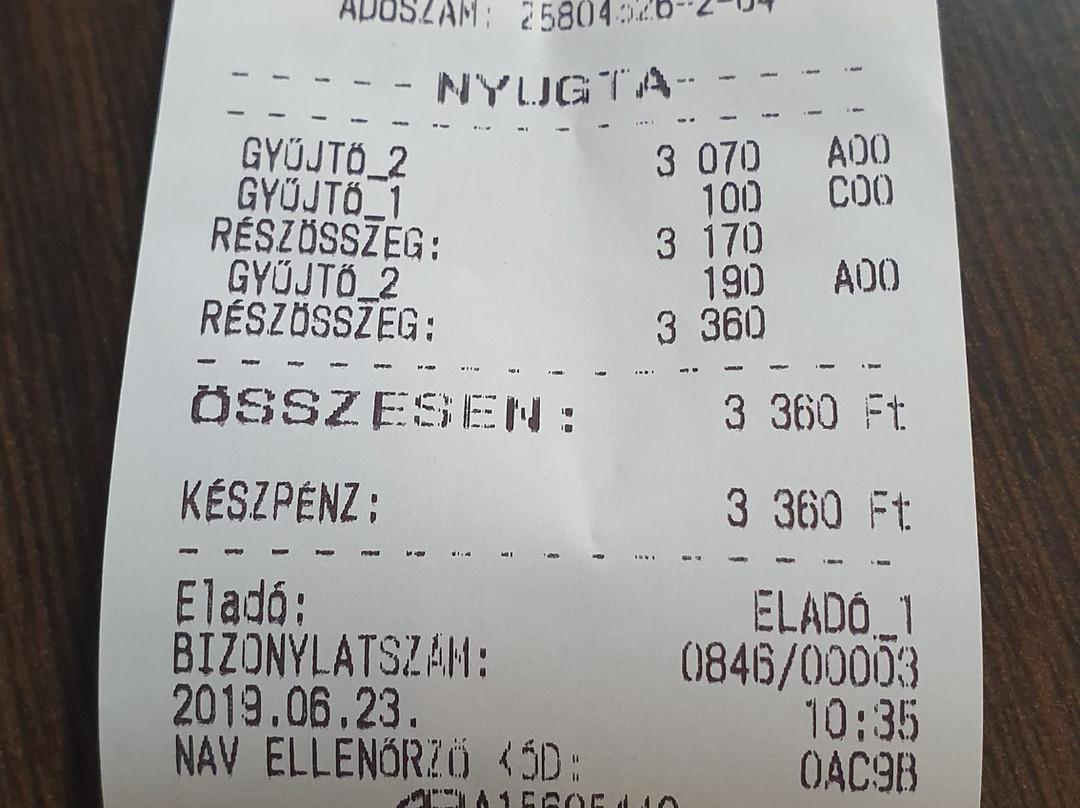 ADÓSZÁM:
NYUGTA
GYŰJTŐ_2 3 070 A00
GYŰJTŐ_1 100 C00
RÉSZÖSSZEG: 3 170
GYŰJTŐ_2 190 A00
RÉSZÖSSZEG: 3 360
ÖSSZESEN: 3 360 Ft
KÉSZPÉNZ: 3 360 Ft
Eladó: ELADÓ_1
BIZONYLATSZÁM: 0846/00003
2019.06.23. 10:35
NAV ELLENŐRZŐ KÓD: 0AC9B